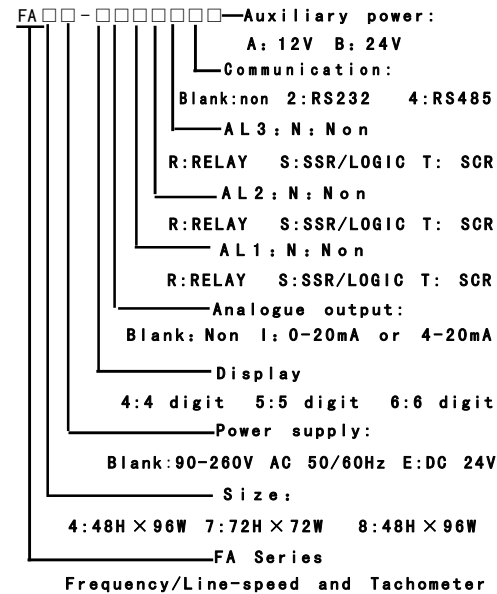 FA□□-□□□□□□□ Auxiliary power:
A: 12V B: 24V
Communication:
Blank:non 2:RS232 4:RS485
AL3: N: Non
R:RELAY S:SSR/LOGIC T: SCR
AL2: N: Non
R:RELAY S:SSR/LOGIC T: SCR
AL1: N: Non
R:RELAY S:SSR/LOGIC T: SCR
Analogue output:
Blank: Non I: 0-20mA or 4-20mA
Display
4:4 digit 5:5 digit 6:6 digit
Power supply:
Blank:90-260V AC 50/60Hz E:DC 24V
Size:
4:48H×96W 7:72H×72W 8:48H×96W
FA Series
Frequency/Line-speed and Tachometer